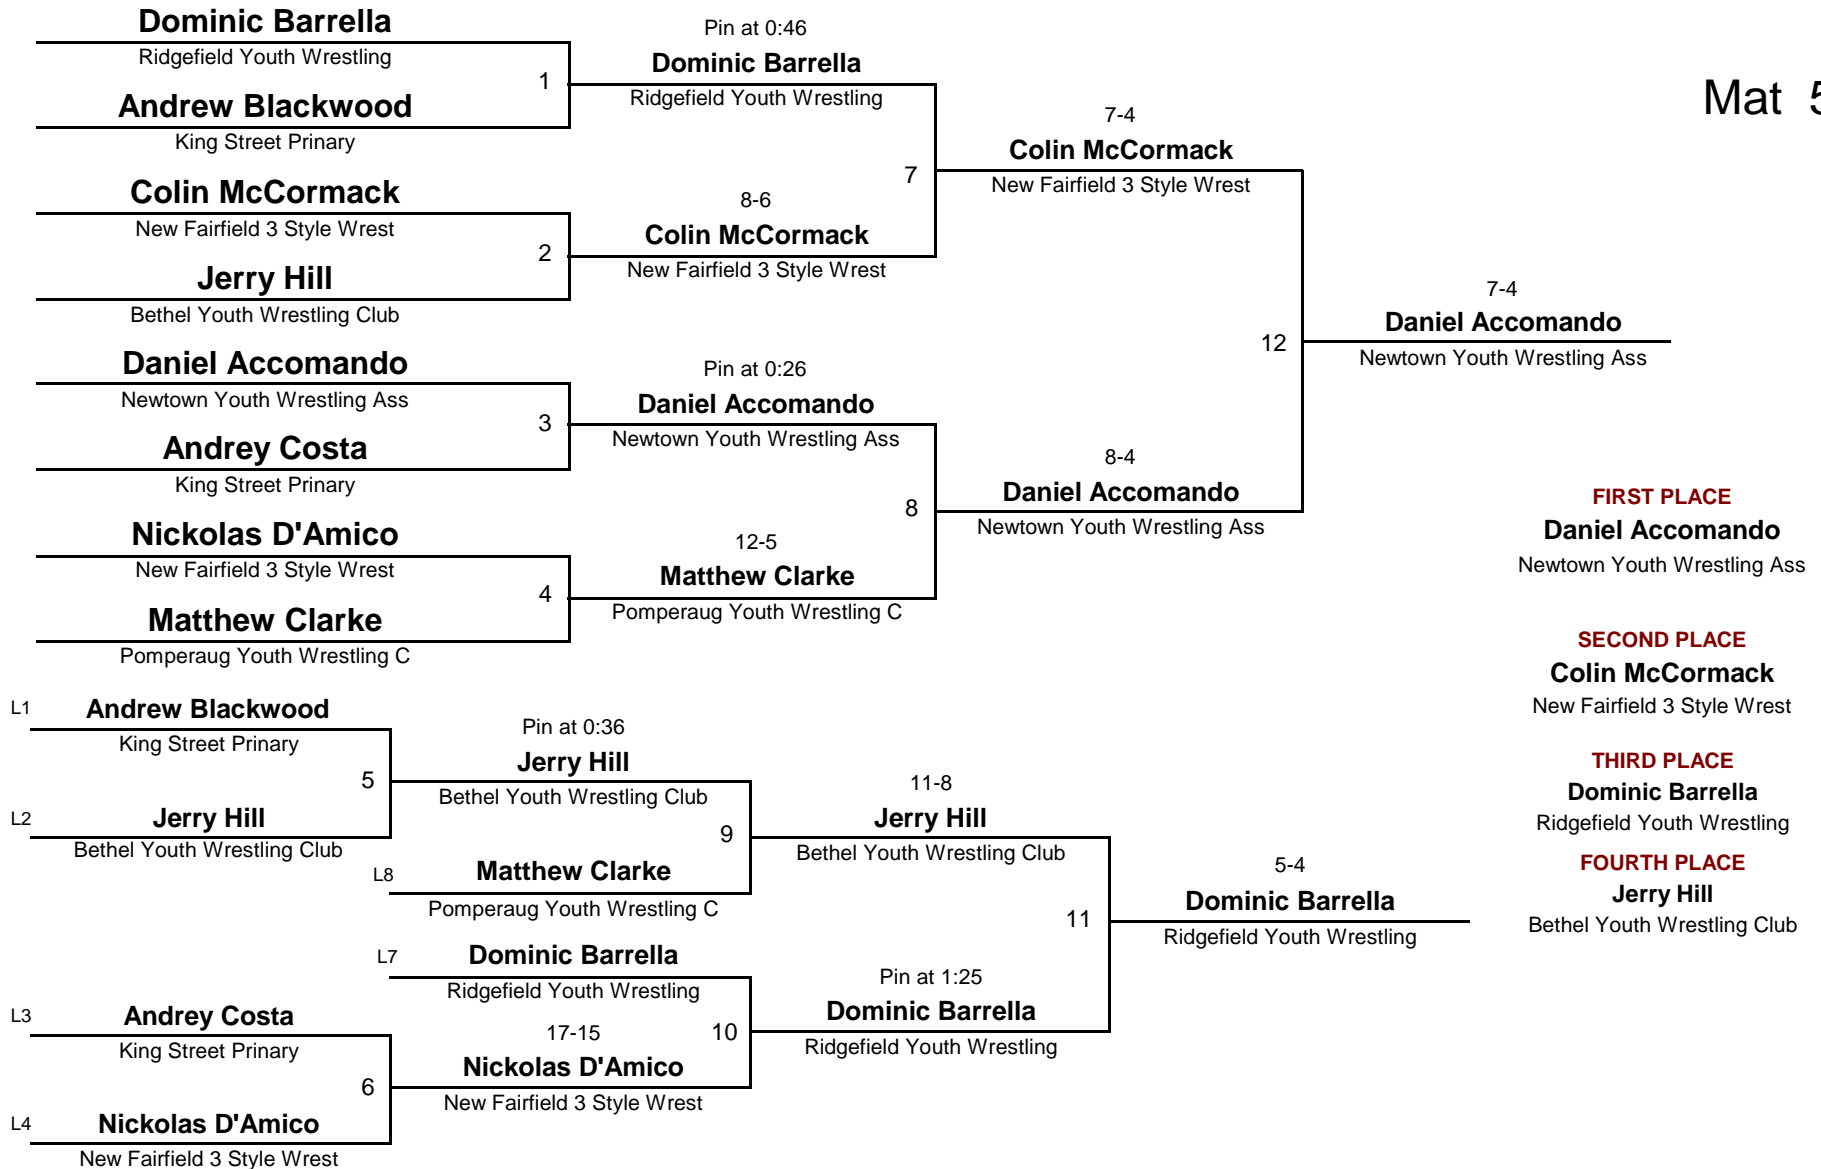 Dominic Barrella
Ridgefield Youth Wrestling
1
Andrew Blackwood
King Street Prinary
Pin at 0:46
Dominic Barrella
Ridgefield Youth Wrestling
Mat 5
Colin McCormack
New Fairfield 3 Style Wrest
2
Jerry Hill
Bethel Youth Wrestling Club
8-6
Colin McCormack
New Fairfield 3 Style Wrest
7
7-4
Colin McCormack
New Fairfield 3 Style Wrest
Daniel Accomando
Newtown Youth Wrestling Ass
3
Andrey Costa
King Street Prinary
Pin at 0:26
Daniel Accomando
Newtown Youth Wrestling Ass
Nickolas D'Amico
New Fairfield 3 Style Wrest
4
Matthew Clarke
Pomperaug Youth Wrestling C
12-5
Matthew Clarke
Pomperaug Youth Wrestling C
8
8-4
Daniel Accomando
Newtown Youth Wrestling Ass
12
7-4
Daniel Accomando
Newtown Youth Wrestling Ass
FIRST PLACE
Daniel Accomando
Newtown Youth Wrestling Ass
SECOND PLACE
Colin McCormack
New Fairfield 3 Style Wrest
THIRD PLACE
Dominic Barrella
Ridgefield Youth Wrestling
FOURTH PLACE
Jerry Hill
Bethel Youth Wrestling Club
L1
Andrew Blackwood
King Street Prinary
5
L2
Jerry Hill
Bethel Youth Wrestling Club
Pin at 0:36
Jerry Hill
Bethel Youth Wrestling Club
9
L8
Matthew Clarke
Pomperaug Youth Wrestling C
11-8
Jerry Hill
Bethel Youth Wrestling Club
L7
Dominic Barrella
Ridgefield Youth Wrestling
L3
Andrey Costa
King Street Prinary
6
L4
Nickolas D'Amico
New Fairfield 3 Style Wrest
17-15
Nickolas D'Amico
New Fairfield 3 Style Wrest
10
Pin at 1:25
Dominic Barrella
Ridgefield Youth Wrestling
11
5-4
Dominic Barrella
Ridgefield Youth Wrestling